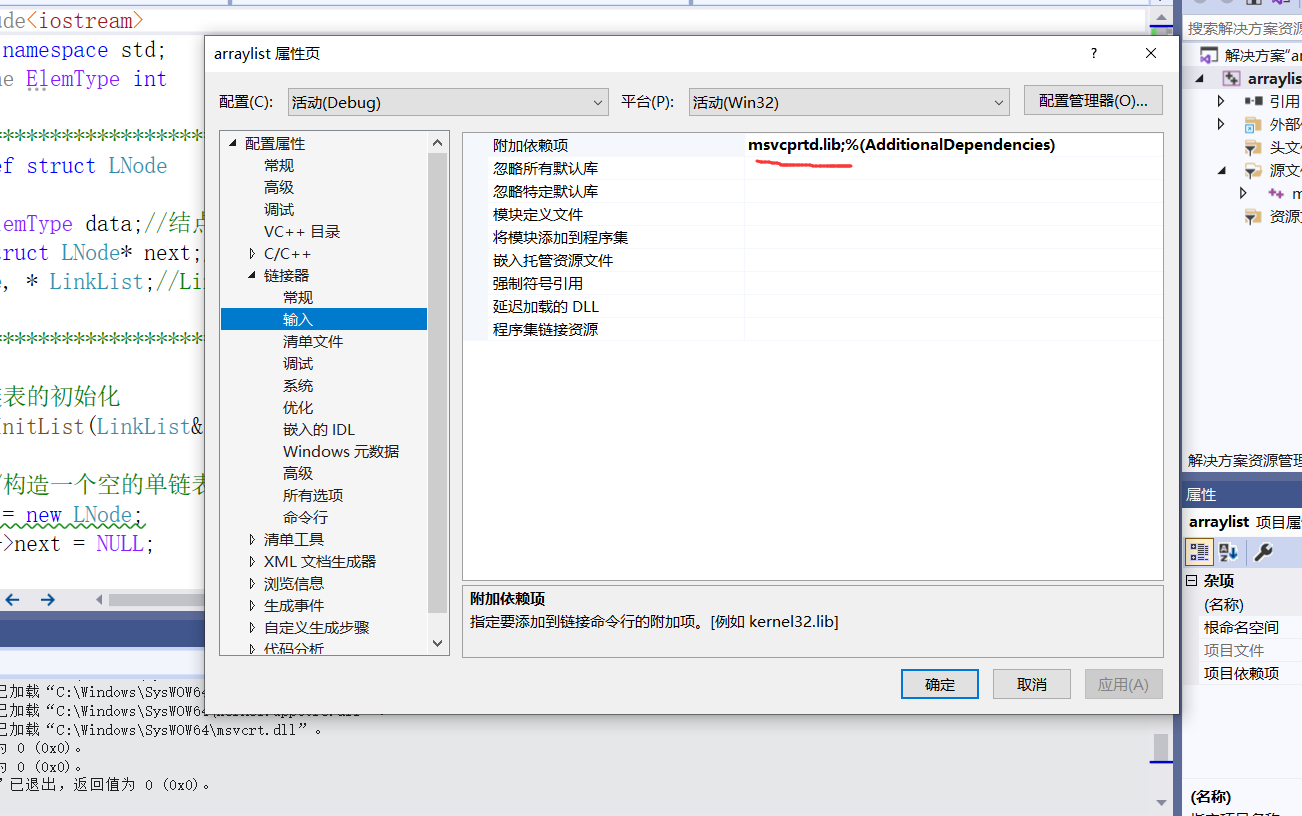 ude<iostream>
namespace std;
ne ElemType int
ef struct LNode
lemType data;//结点
truct LNode* next;
, * LinkList;//Lin
表的初始化
InitList(LinkList&
/构造一个空的单链表
= new LNode;
->next = NULL;
arraylist 属性页
?
配置(C):
活动(Debug)
平台(P):
活动(Win32)
配置管理器(O)...
配置属性
常规
高级
调试
VC++ 目录
C/C++
链接器
常规
输入
清单文件
调试
系统
优化
嵌入的 IDL
Windows 元数据
高级
所有选项
命令行
清单工具
XML 文档生成器
浏览信息
生成事件
自定义生成步骤
代码分析
附加依赖项 msvcprtd.lib;%(AdditionalDependencies)
忽略所有默认库
忽略特定默认库
模块定义文件
将模块添加到程序集
嵌入托管资源文件
强制符号引用
延迟加载的 DLL
程序集链接资源
附加依赖项
指定要添加到链接命令行的附加项。[例如 kernel32.lib]
确定
取消
应用(A)
搜索解决方案资源
解决方案"ar
arraylis
引用
外部依
头文件
源文件
m
资源文
解决方案资源管理
属性
arraylist 项目属
杂项
(名称)
根命名空间
项目文件
项目依赖项
(名称)
已加载“C:\Windows\SysWOW64
已加载“C:\Windows\SysWOW64
已加载“C:\Windows\SysWOW64\msvcrt.dll”。
为 0 (0x0)。
为 0 (0x0)。
”已退出，返回值为 0 (0x0)。